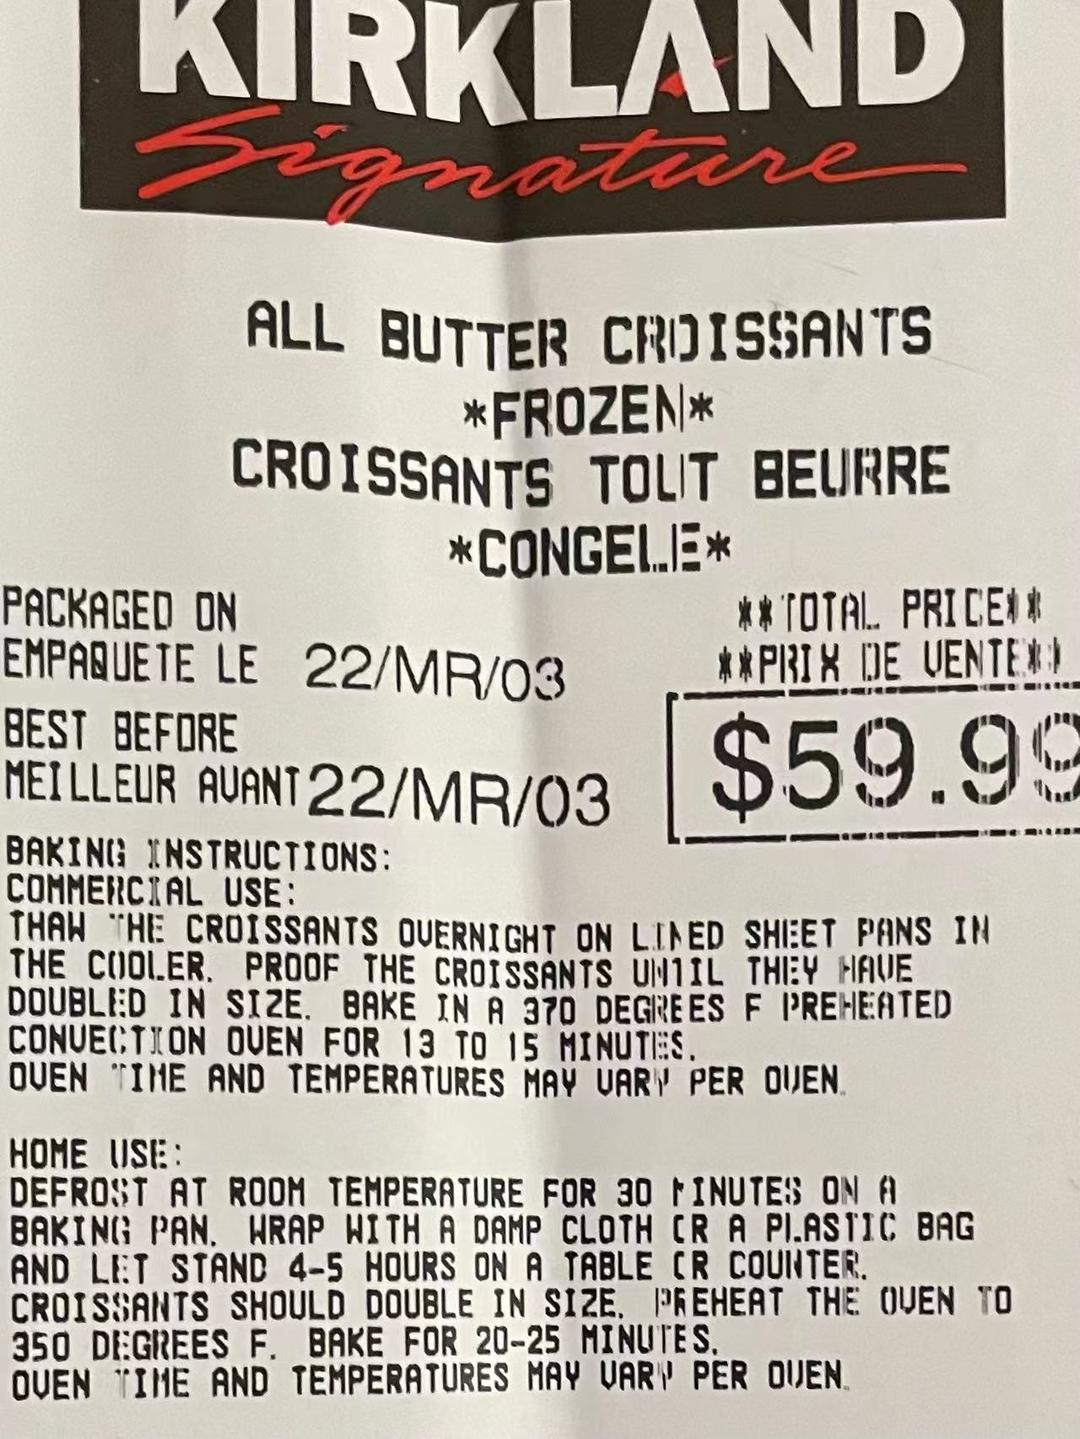 KIRKLAND
Signature
ALL BUTTER CROISSANTS
*FROZEN*
CROISSANTS TOUT BEURRE
*CONGELE*
PACKAGED ON
EMPAQUETE LE 22/MR/03
**TOTAL PRICE**
**PRIX DE VENTE**
BEST BEFORE
MEILLEUR AVANT 22/MR/03
$59.99
BAKING INSTRUCTIONS:
COMMERCIAL USE:
THAW THE CROISSANTS OVERNIGHT ON LINED SHEET PANS IN
THE COOLER. PROOF THE CROISSANTS UNTIL THEY HAVE
DOUBLED IN SIZE. BAKE IN A 370 DEGREES F PREHEATED
CONVECTION OVEN FOR 13 TO 15 MINUTES.
OVEN TIME AND TEMPERATURES MAY VARY PER OVEN.
HOME USE:
DEFROST AT ROOM TEMPERATURE FOR 30 MINUTES ON A
BAKING PAN. WRAP WITH A DAMP CLOTH OR A PLASTIC BAG
AND LET STAND 4-5 HOURS ON A TABLE OR COUNTER.
CROISSANTS SHOULD DOUBLE IN SIZE. PREHEAT THE OVEN TO
350 DEGREES F. BAKE FOR 20-25 MINUTES.
OVEN TIME AND TEMPERATURES MAY VARY PER OVEN.